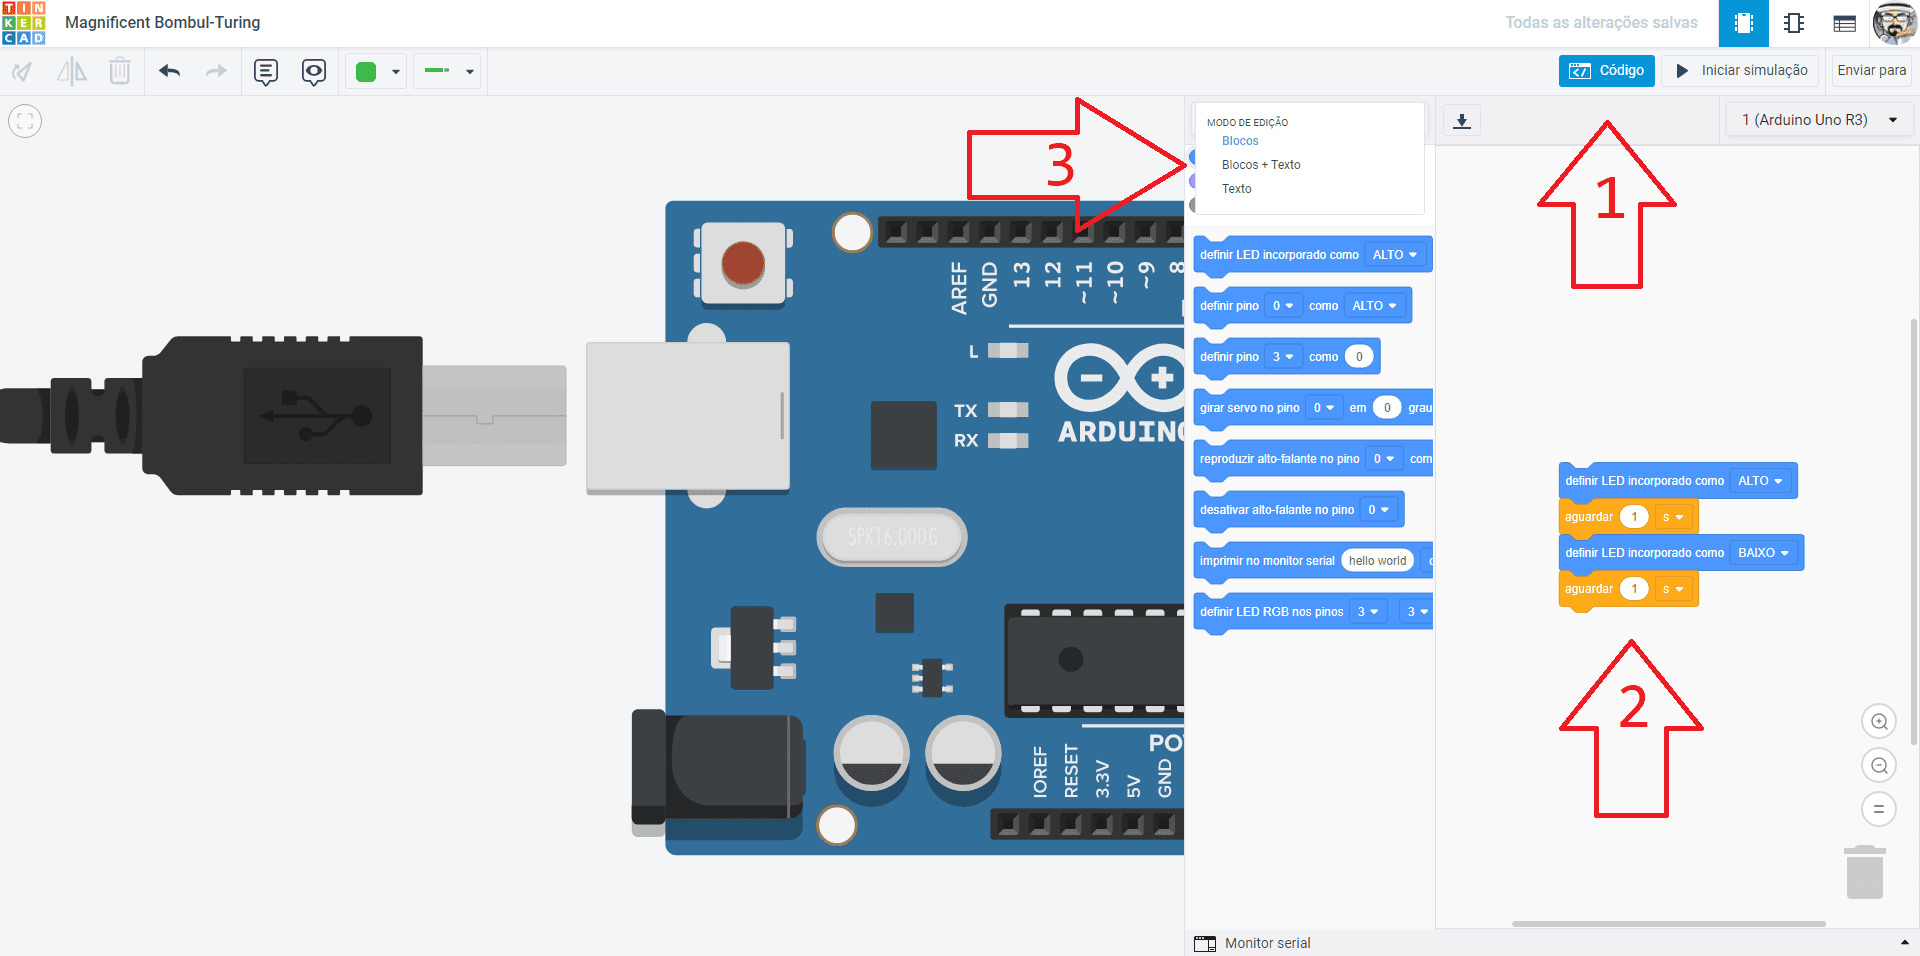 TIN
KER
CAD
Magnificent Bombul-Turing
Todas as alterações salvas
Código
Iniciar simulação
Enviar para
3
MODO DE EDIÇÃO
Blocos
Blocos + Texto
Texto
1 (Arduino Uno R3)
1
AREF
GND
13
12
~11
~10
~9
8
L
TX
RX
ARDUINO
SPK16.000G
definir LED incorporado como ALTO
definir pino 0 como ALTO
definir pino 3 como 0
girar servo no pino 0 em 0 grau
reproduzir alto-falante no pino 0 com
desativar alto-falante no pino 0
imprimir no monitor serial hello world
definir LED RGB nos pinos 3 3
definir LED incorporado como ALTO
aguardar 1 s
definir LED incorporado como BAIXO
aguardar 1 s
2
IOREF
RESET
3.3V
5V
GND
PO
Monitor serial